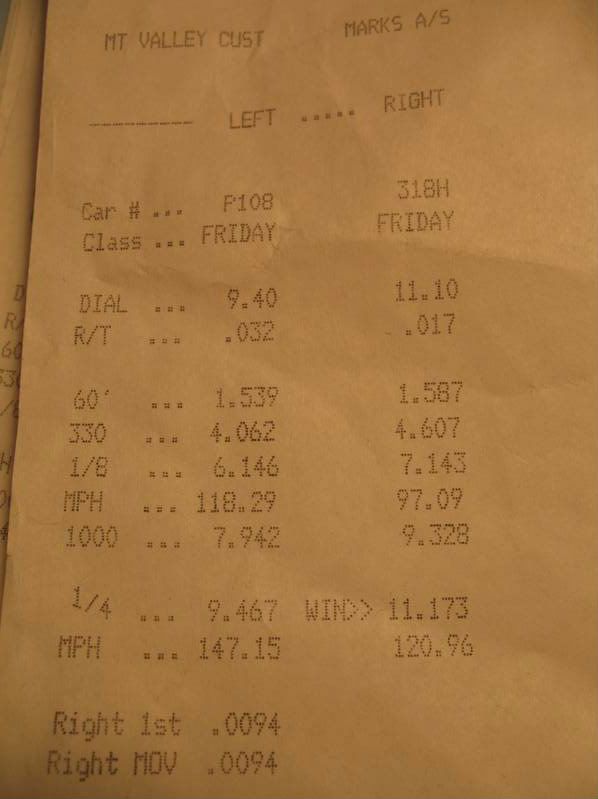 MT VALLEY CUST MARKS A/S
---------- LEFT ..... RIGHT
Car # ... P108 318H
Class ... FRIDAY FRIDAY
DIAL ... 9.40 11.10
R/T ... .032 .017
60' ... 1.539 1.587
330 ... 4.062 4.607
1/8 ... 6.146 7.143
MPH ... 118.29 97.09
1000 ... 7.942 9.328
1/4 ... 9.467 WIN>> 11.173
MPH ... 147.15 120.96
Right 1st .0094
Right MOV .0094